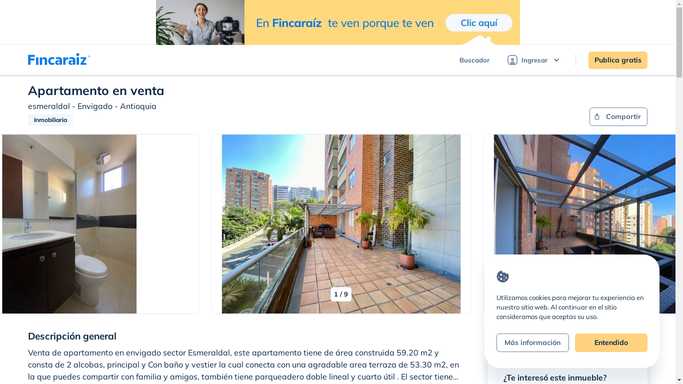 En Fincaraíz te ven porque te ven
Clic aquí
Fincaraiz
Buscador
Ingresar
Publica gratis
Apartamento en venta
esmeraldal - Envigado - Antioquia
Inmobiliaria
Compartir
1 / 9
Utilizamos cookies para mejorar tu experiencia en
nuestro sitio web. Al continuar en el sitio
consideramos que aceptas su uso.
Más información
Entendido
Descripción general
Venta de apartamento en envigado sector Esmeraldal, este apartamento tiene de área construida 59.20 m2 y
consta de 2 alcobas, principal y Con baño y vestier la cual conecta con una agradable area terraza de 53.30 m2, en
la que puedes compartir con familia y amigos, también tiene parqueadero doble lineal y cuarto útil . El sector tiene...
¿Te interesó este inmueble?